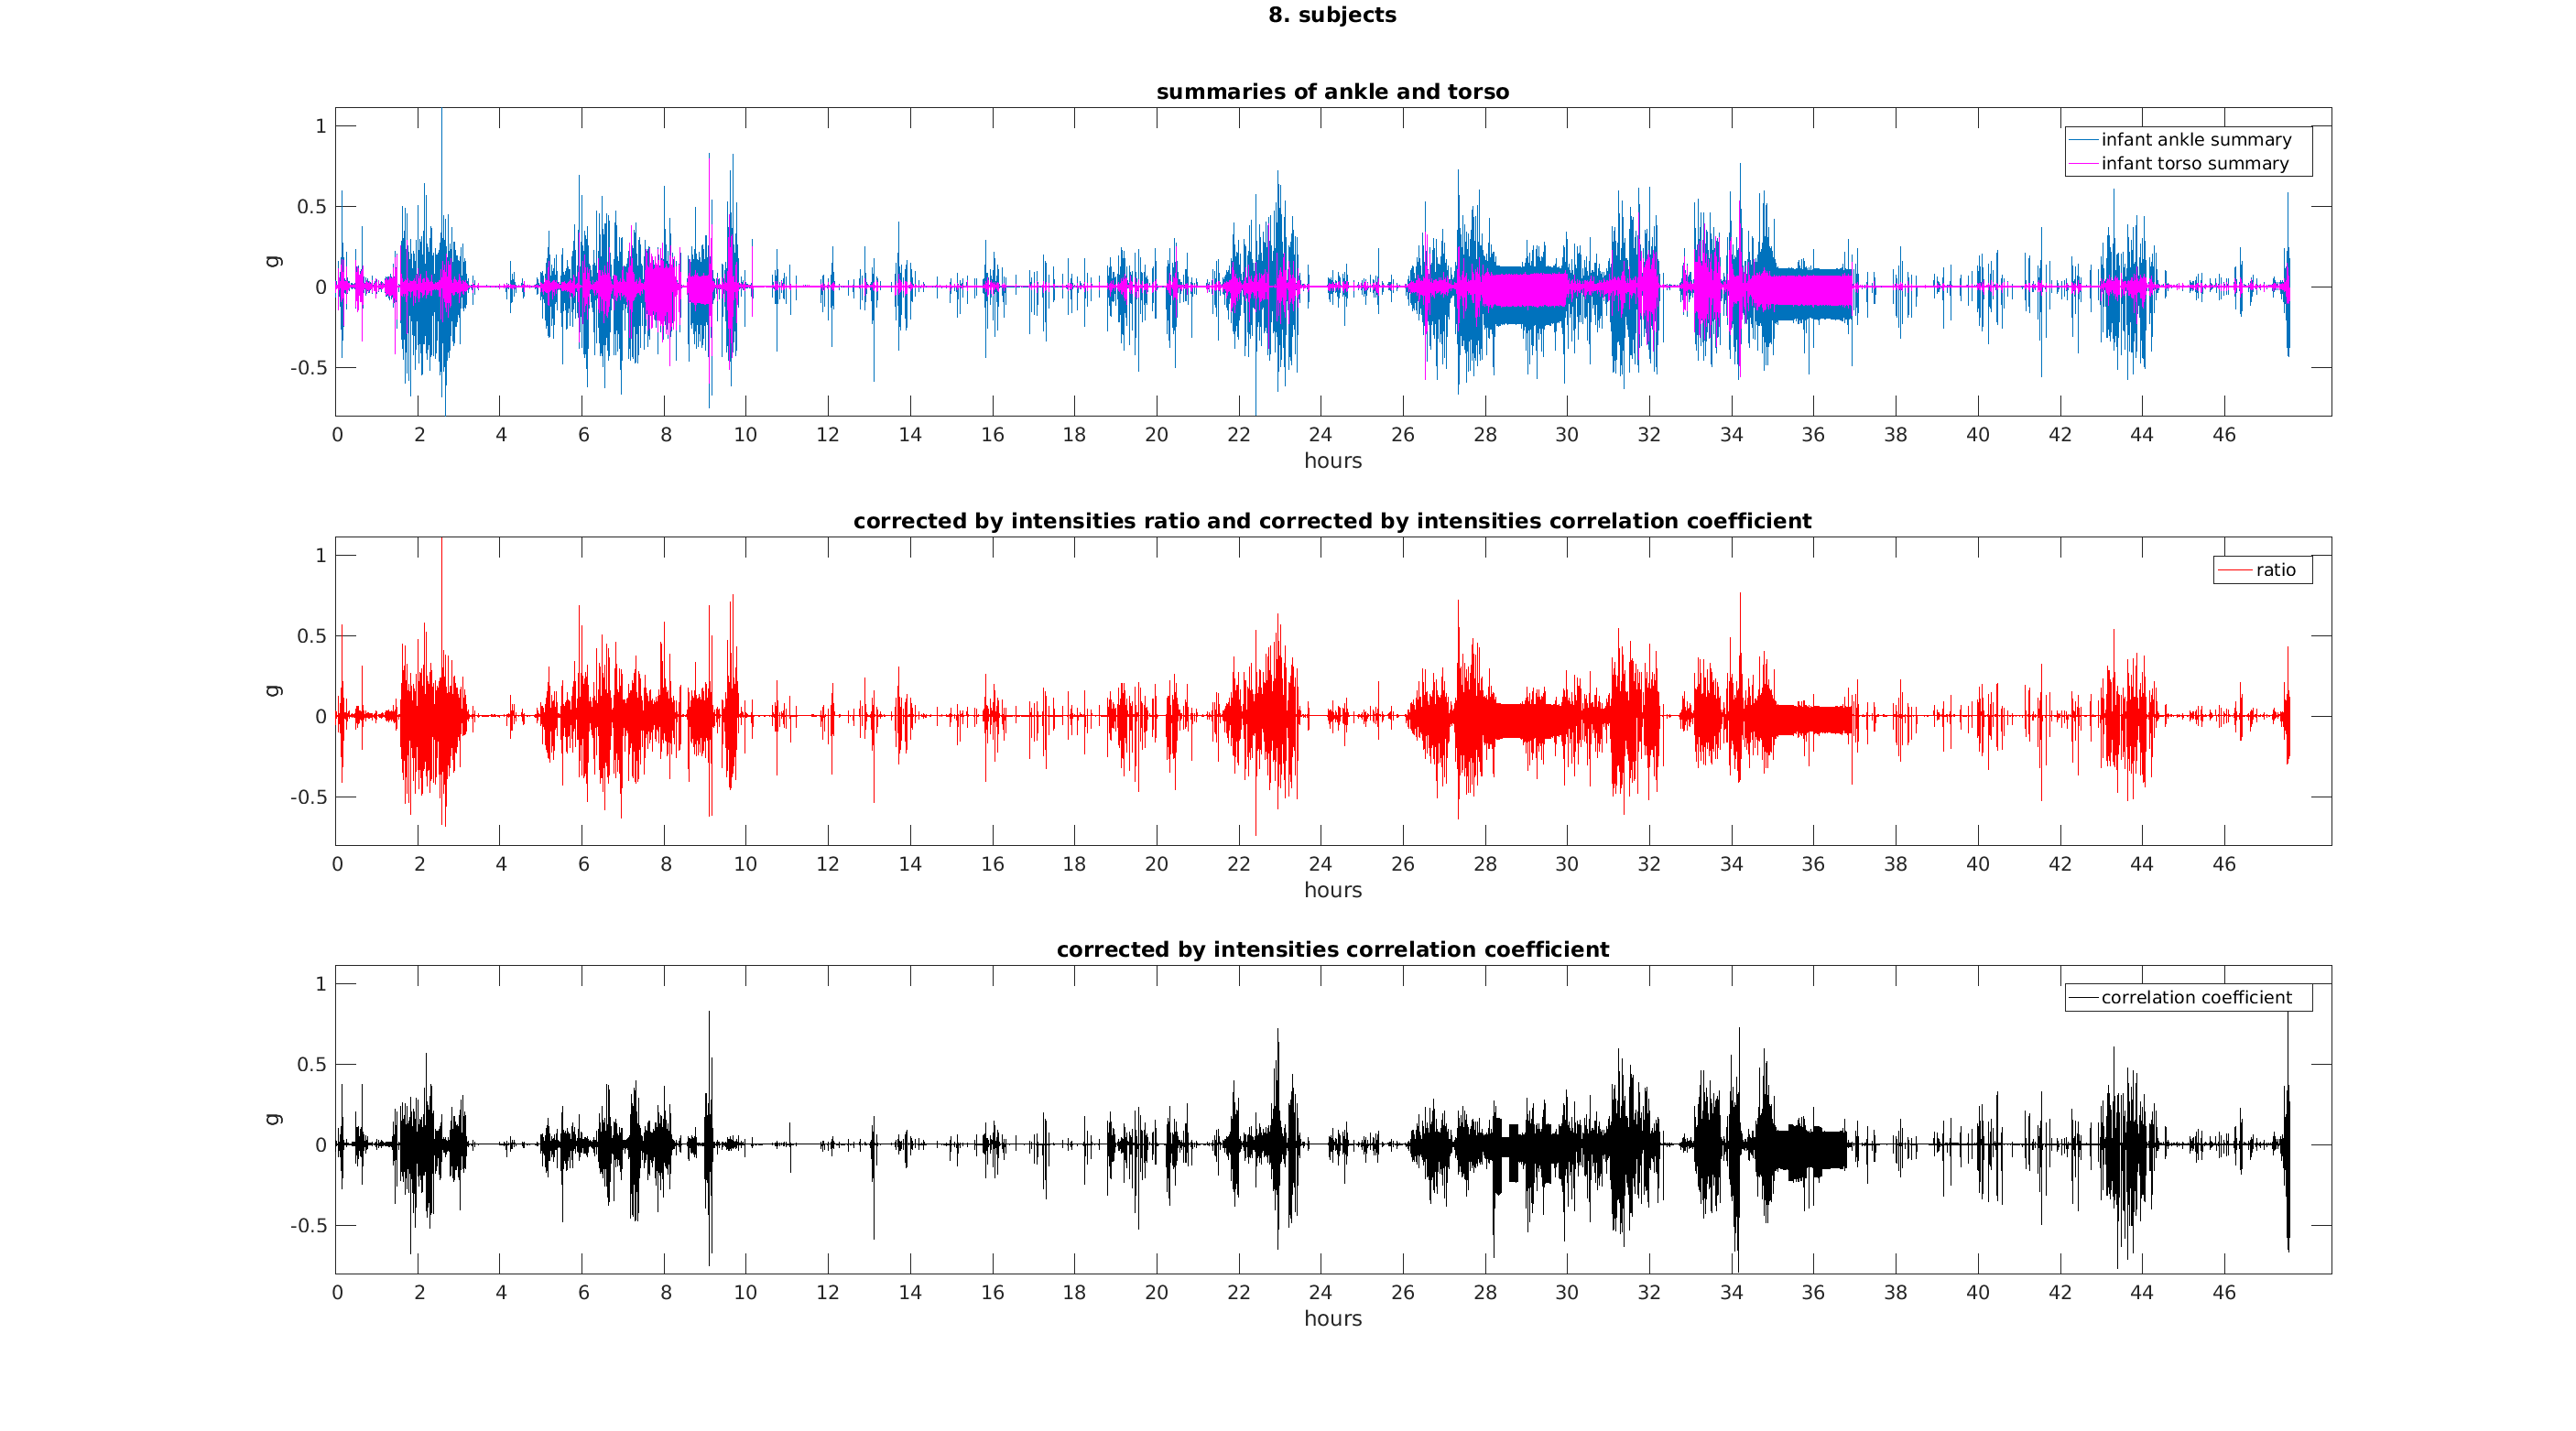 8. subjects
summaries of ankle and torso
1
0.5
0
-0.5
g
infant ankle summary
infant torso summary
0 2 4 6 8 10 12 14 16 18 20 22 24 26 28 30 32 34 36 38 40 42 44 46
hours
corrected by intensities ratio and corrected by intensities correlation coefficient
1
0.5
0
-0.5
g
ratio
0 2 4 6 8 10 12 14 16 18 20 22 24 26 28 30 32 34 36 38 40 42 44 46
hours
corrected by intensities correlation coefficient
1
0.5
0
-0.5
g
correlation coefficient
0 2 4 6 8 10 12 14 16 18 20 22 24 26 28 30 32 34 36 38 40 42 44 46
hours